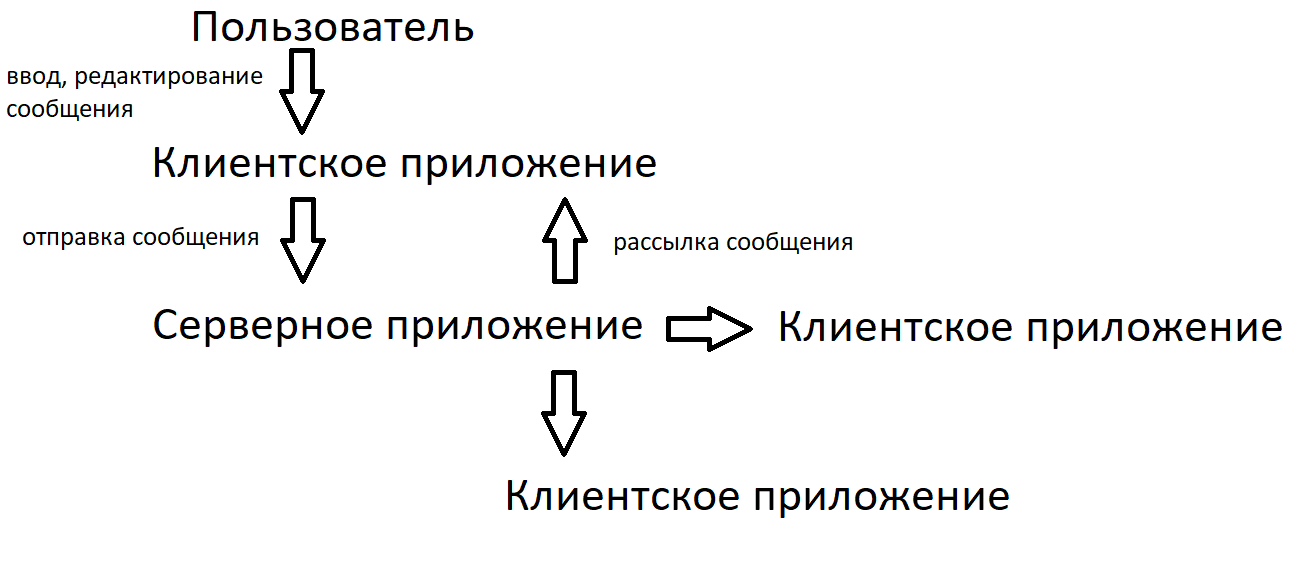 Пользователь
ввод, редактирование
сообщения
Клиентское приложение
отправка сообщения
рассылка сообщения
Серверное приложение
Клиентское приложение
Клиентское приложение